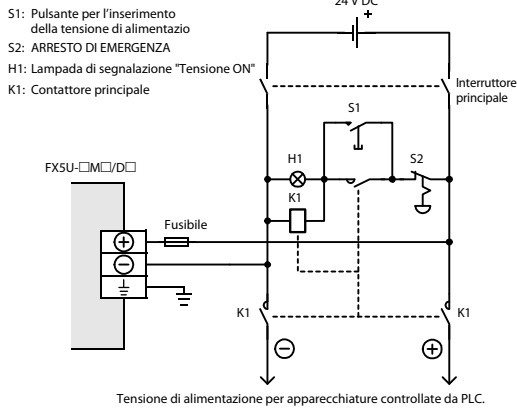 S1: Pulsante per l'inserimento
della tensione di alimentazio
S2: ARRESTO DI EMERGENZA
H1: Lampada di segnalazione "Tensione ON"
K1: Contattore principale
24 V DC
+
Interruttore
principale
S1
H1
S2
K1
FX5U-□M□/D□
Fusibile
+
−
K1
K1
−
+
Tensione di alimentazione per apparecchiature controllate da PLC.